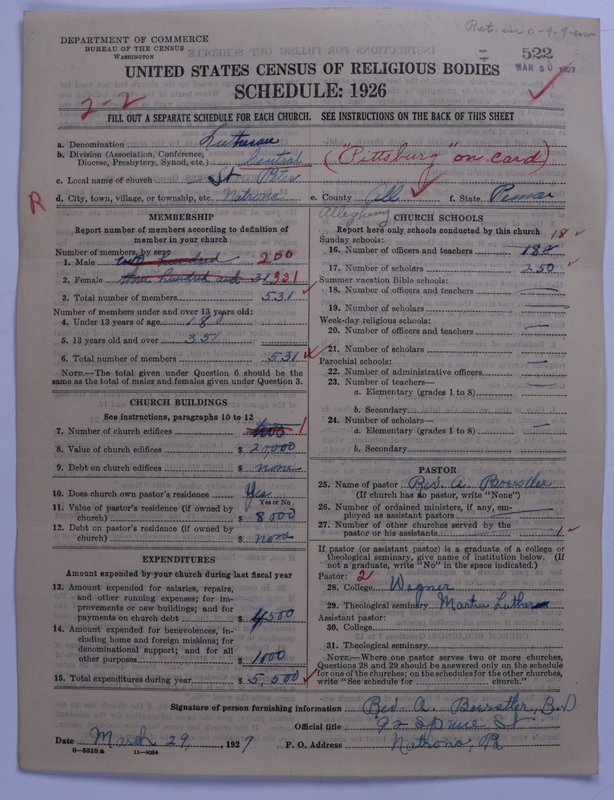 DEPARTMENT OF COMMERCE
BUREAU OF THE CENSUS
WASHINGTON
522
MAR 30 1927
UNITED STATES CENSUS OF RELIGIOUS BODIES
SCHEDULE: 1926
2-2
FILL OUT A SEPARATE SCHEDULE FOR EACH CHURCH. SEE INSTRUCTIONS ON THE BACK OF THIS SHEET
a. Denomination Lutheran
b. Division (Association, Conference, Diocese, Presbytery, Synod, etc.) Central ("Pittsburg" on card)
c. Local name of church St Peter
R
d. City, town, village, or township, etc. Natrona e. County All f. State Penna
Allegheny
MEMBERSHIP
Report number of members according to definition of member in your church
Number of members by sex:
1. Male two hundred 200
2. Female three hundred and 31 331
3. Total number of members 531
Number of members under and over 13 years old:
4. Under 13 years of age 180
5. 13 years old and over 351
6. Total number of members 531
NOTE.—The total given under Question 6 should be the same as the total of males and females given under Question 3.
CHURCH BUILDINGS
See instructions, paragraphs 10 to 12
7. Number of church edifices two 1
8. Value of church edifices $
9. Debt on church edifices $ none
10. Does church own pastor's residence Yes
Yes or No
11. Value of pastor's residence (if owned by church) $ 8000
12. Debt on pastor's residence (if owned by church) $ none
EXPENDITURES
Amount expended by your church during last fiscal year
13. Amount expended for salaries, repairs, and other running expenses; for improvements or new buildings; and for payments on church debt $ 4500
14. Amount expended for benevolences, including home and foreign missions; for denominational support; and for all other purposes $ 1000
15. Total expenditures during year $ 5,500
CHURCH SCHOOLS
Report here only schools conducted by this church 18
Sunday schools:
16. Number of officers and teachers
17. Number of scholars 250
Summer vacation Bible schools:
18. Number of officers and teachers
19. Number of scholars
Week-day religious schools:
20. Number of officers and teachers
21. Number of scholars
Parochial schools:
22. Number of administrative officers
23. Number of teachers—
a. Elementary (grades 1 to 8)
b. Secondary
24. Number of scholars—
a. Elementary (grades 1 to 8)
b. Secondary
PASTOR
25. Name of pastor Rev. A. Boerstler
(If church has no pastor, write "None")
26. Number of ordained ministers, if any, employed as assistant pastors
27. Number of other churches served by the pastor or his assistants 1
If pastor (or assistant pastor) is a graduate of a college or theological seminary, give name of institution below. (If not a graduate, write "No" in the space indicated.)
Pastor: 2
28. College Wagner
29. Theological seminary Martin Luther
Assistant pastor:
30. College
31. Theological seminary
NOTE.—Where one pastor serves two or more churches, Questions 28 and 29 should be answered only on the schedule for one of the churches; on the schedules for the other churches, write "See schedule for church."
Signature of person furnishing information Rev. A. Boerstler, B.D
Official title 92 Spruce St
Date March 29, 1927 P. O. Address Natrona, Pa
8—5518a 11—9034